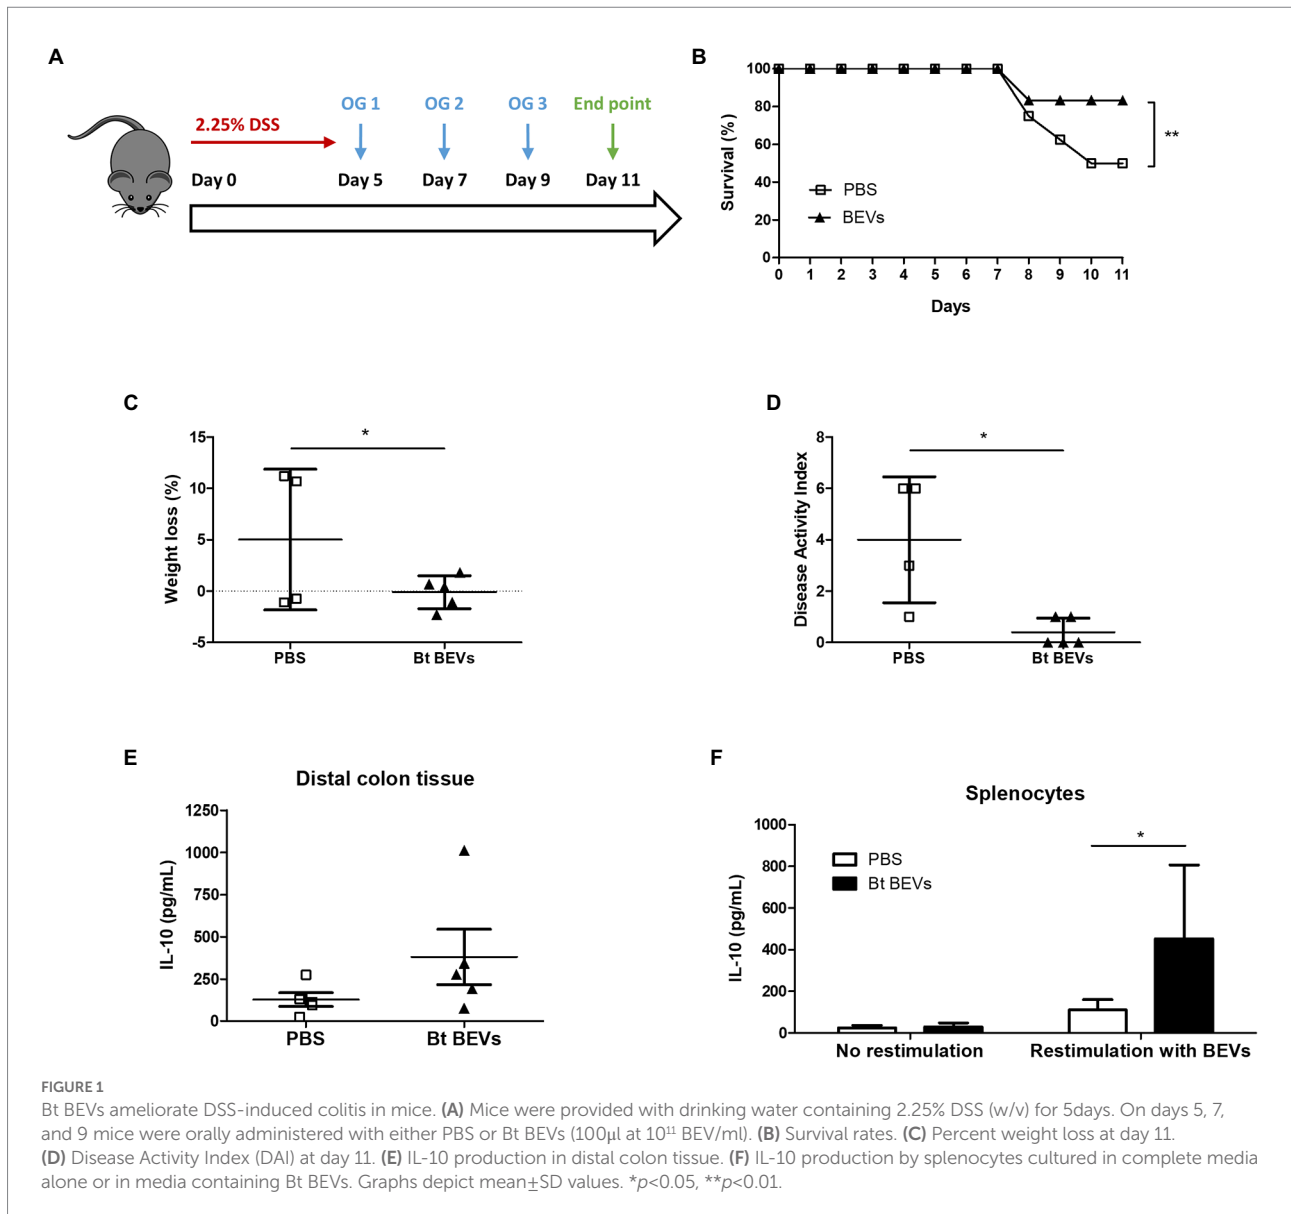 A
2.25% DSS
OG 1 OG 2 OG 3 End point
Day 0 Day 5 Day 7 Day 9 Day 11
B
Survival (%)
100
80
60
40
20
0
PBS
BEVs
**
0 1 2 3 4 5 6 7 8 9 10 11
Days
C
Weight loss (%)
15
10
5
0
-5
*
PBS Bt BEVs
D
Disease Activity Index
8
6
4
2
0
*
PBS Bt BEVs
E
Distal colon tissue
IL-10 (pg/mL)
1250
1000
750
500
250
0
PBS Bt BEVs
F
Splenocytes
IL-10 (pg/mL)
1000
800
600
400
200
0
PBS
Bt BEVs
*
No restimulation Restimulation with BEVs
FIGURE 1
Bt BEVs ameliorate DSS-induced colitis in mice. (A) Mice were provided with drinking water containing 2.25% DSS (w/v) for 5days. On days 5, 7,
and 9 mice were orally administered with either PBS or Bt BEVs (100μl at 10¹¹ BEV/ml). (B) Survival rates. (C) Percent weight loss at day 11.
(D) Disease Activity Index (DAI) at day 11. (E) IL-10 production in distal colon tissue. (F) IL-10 production by splenocytes cultured in complete media
alone or in media containing Bt BEVs. Graphs depict mean±SD values. *p<0.05, **p<0.01.